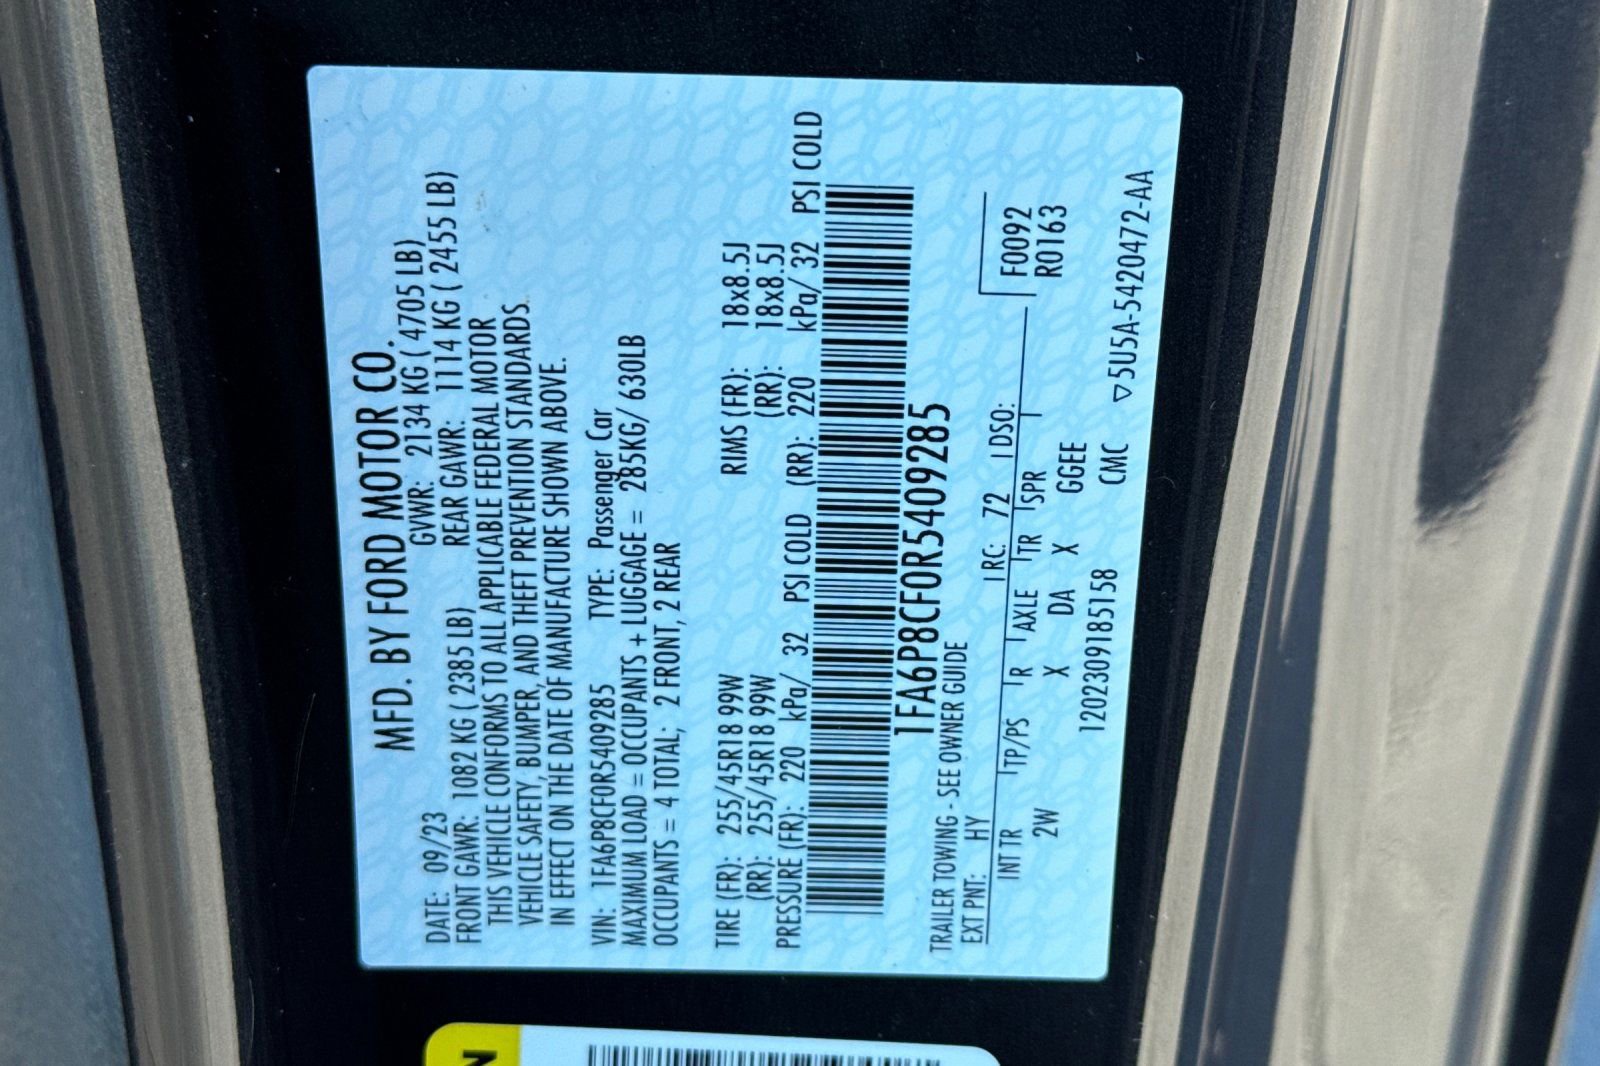 MFD. BY FORD MOTOR CO.
DATE: 09/23 GVWR: 2134 KG ( 4705 LB)
FRONT GAWR: 1082 KG ( 2385 LB) REAR GAWR: 1114 KG ( 2455 LB)
THIS VEHICLE CONFORMS TO ALL APPLICABLE FEDERAL MOTOR
VEHICLE SAFETY, BUMPER, AND THEFT PREVENTION STANDARDS
IN EFFECT ON THE DATE OF MANUFACTURE SHOWN ABOVE.
VIN: 1FA6P8CF0R5409285 TYPE: Passenger Car
MAXIMUM LOAD = OCCUPANTS + LUGGAGE = 285KG/ 630LB
OCCUPANTS = 4 TOTAL; 2 FRONT, 2 REAR
TIRE (FR): 255/45R18 99W RIMS (FR): 18x8.5J
(RR): 255/45R18 99W (RR): 18x8.5J
PRESSURE (FR): 220 kPa/ 32 PSI COLD (RR): 220 kPa/ 32 PSI COLD
1FA6P8CF0R5409285
TRAILER TOWING - SEE OWNER GUIDE
EXT PNT: HY RC: 72 DSO: F0092
INT TR TP/PS R AXLE TR SPR R0163
2W X DA X GGEE
1202309185158 CMC ▽5U5A-5420472-AA
N